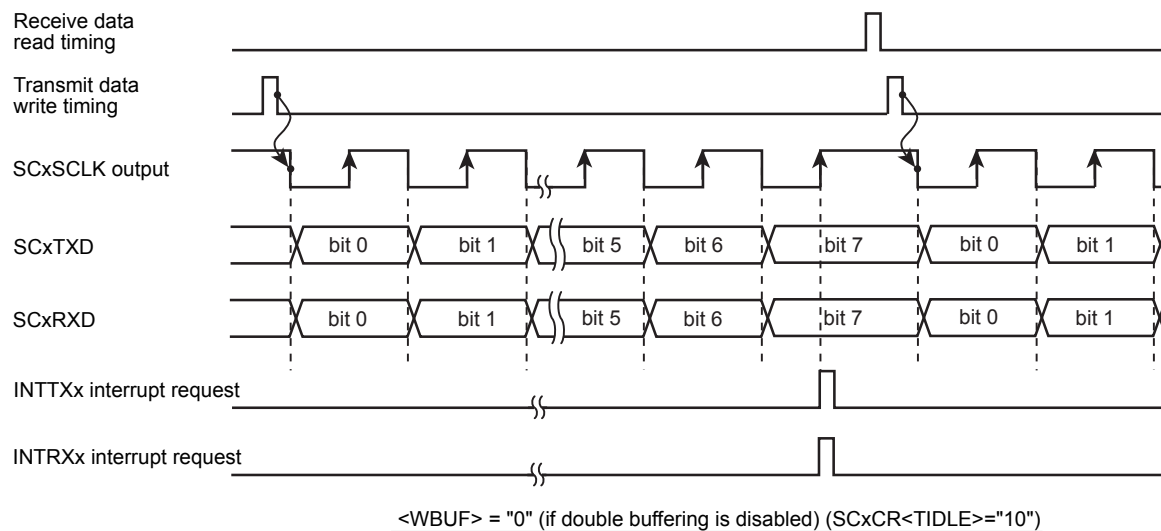 Receive data
read timing
Transmit data
write timing
SCxSCLK output
SCxTXD
bit 0
bit 1
bit 5
bit 6
bit 7
bit 0
bit 1
SCxRXD
bit 0
bit 1
bit 5
bit 6
bit 7
bit 0
bit 1
INTTXx interrupt request
INTRXx interrupt request
<WBUF> = "0" (if double buffering is disabled) (SCxCR<TIDLE>="10")